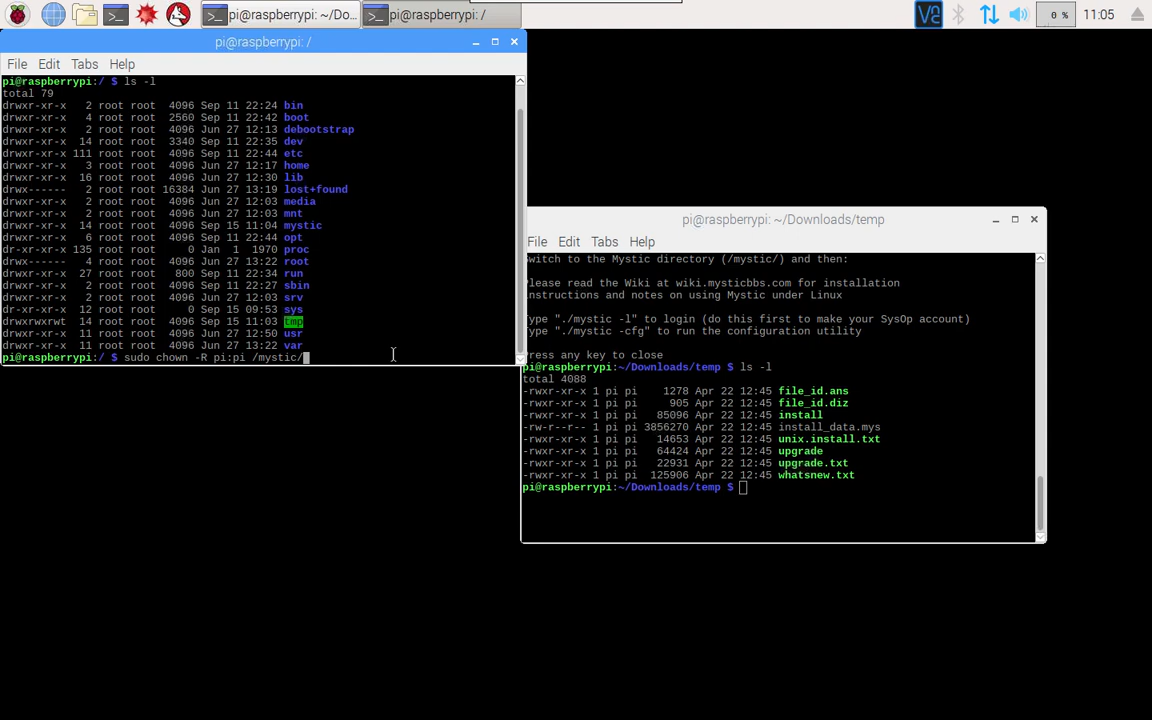 pi@raspberrypi: ~/Do...
pi@raspberrypi: /
VR
0 %
11:05
pi@raspberrypi: /
File Edit Tabs Help
pi@raspberrypi:/ $ ls -l
total 79
drwxr-xr-x 2 root root 4096 Sep 11 22:24 bin
drwxr-xr-x 4 root root 2560 Sep 11 22:42 boot
drwxr-xr-x 2 root root 4096 Jun 27 12:13 debootstrap
drwxr-xr-x 14 root root 3340 Sep 11 22:35 dev
drwxr-xr-x 111 root root 4096 Sep 11 22:44 etc
drwxr-xr-x 3 root root 4096 Jun 27 12:17 home
drwxr-xr-x 16 root root 4096 Jun 27 12:30 lib
drwx------ 2 root root 16384 Jun 27 13:19 lost+found
drwxr-xr-x 2 root root 4096 Jun 27 12:03 media
drwxr-xr-x 2 root root 4096 Jun 27 12:03 mnt
drwxr-xr-x 14 root root 4096 Sep 15 11:04 mystic
drwxr-xr-x 6 root root 4096 Sep 11 22:44 opt
dr-xr-xr-x 135 root root 0 Jan 1 1970 proc
drwx------ 4 root root 4096 Jun 27 13:22 root
drwxr-xr-x 27 root root 800 Sep 11 22:34 run
drwxr-xr-x 2 root root 4096 Sep 11 22:27 sbin
drwxr-xr-x 2 root root 4096 Jun 27 12:03 srv
dr-xr-xr-x 12 root root 0 Sep 15 09:53 sys
drwxrwxrwt 14 root root 4096 Sep 15 11:03 tmp
drwxr-xr-x 11 root root 4096 Jun 27 12:50 usr
drwxr-xr-x 11 root root 4096 Jun 27 13:22 var
pi@raspberrypi:/ $ sudo chown -R pi:pi /mystic/
pi@raspberrypi: ~/Downloads/temp
File Edit Tabs Help
Switch to the Mystic directory (/mystic/) and then:
Please read the Wiki at wiki.mysticbbs.com for installation
instructions and notes on using Mystic under Linux
Type "./mystic -l" to login (do this first to make your SysOp account)
Type "./mystic -cfg" to run the configuration utility
Press any key to close
pi@raspberrypi:~/Downloads/temp $ ls -l
total 4088
-rwxr-xr-x 1 pi pi 1278 Apr 22 12:45 file_id.ans
-rwxr-xr-x 1 pi pi 905 Apr 22 12:45 file_id.diz
-rwxr-xr-x 1 pi pi 85096 Apr 22 12:45 install
-rw-r--r-- 1 pi pi 3856270 Apr 22 12:45 install_data.mys
-rwxr-xr-x 1 pi pi 14653 Apr 22 12:45 unix.install.txt
-rwxr-xr-x 1 pi pi 64424 Apr 22 12:45 upgrade
-rwxr-xr-x 1 pi pi 22931 Apr 22 12:45 upgrade.txt
-rwxr-xr-x 1 pi pi 125906 Apr 22 12:45 whatsnew.txt
pi@raspberrypi:~/Downloads/temp $